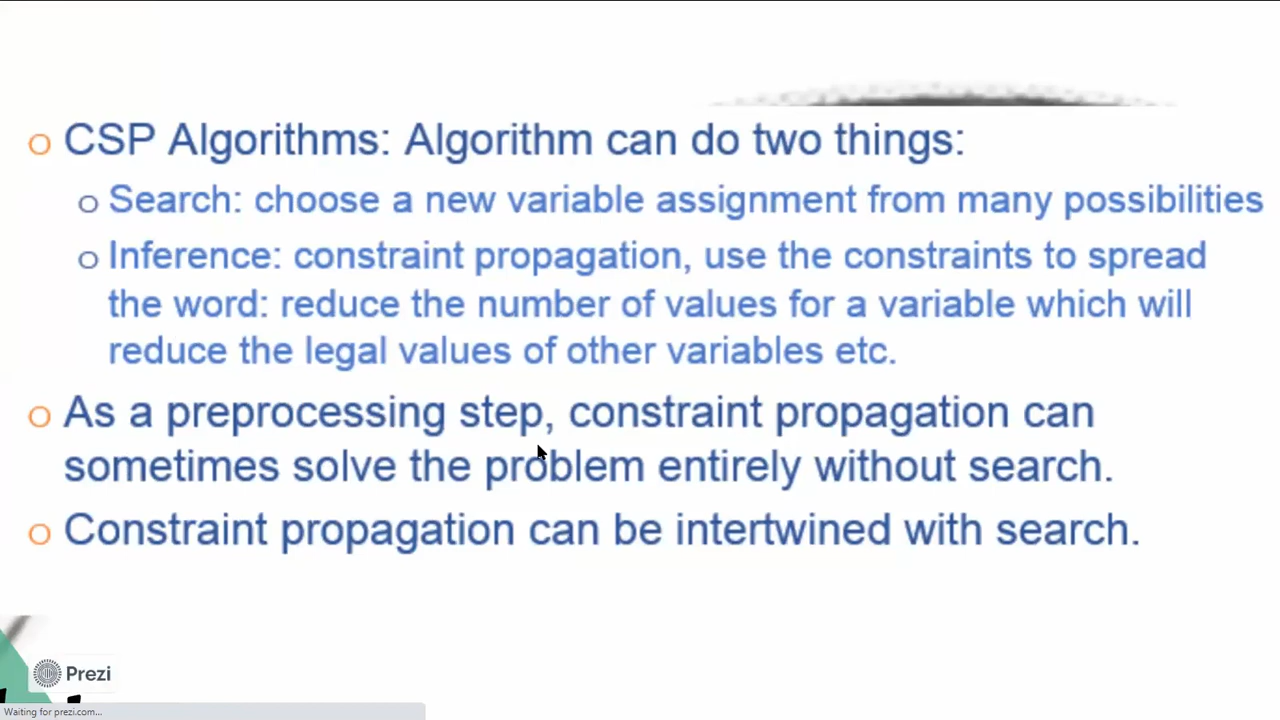 CSP Algorithms: Algorithm can do two things:
Search: choose a new variable assignment from many possibilities
Inference: constraint propagation, use the constraints to spread
the word: reduce the number of values for a variable which will
reduce the legal values of other variables etc.
As a preprocessing step, constraint propagation can
sometimes solve the problem entirely without search.
Constraint propagation can be intertwined with search.
Prezi
Waiting for prezi.com...